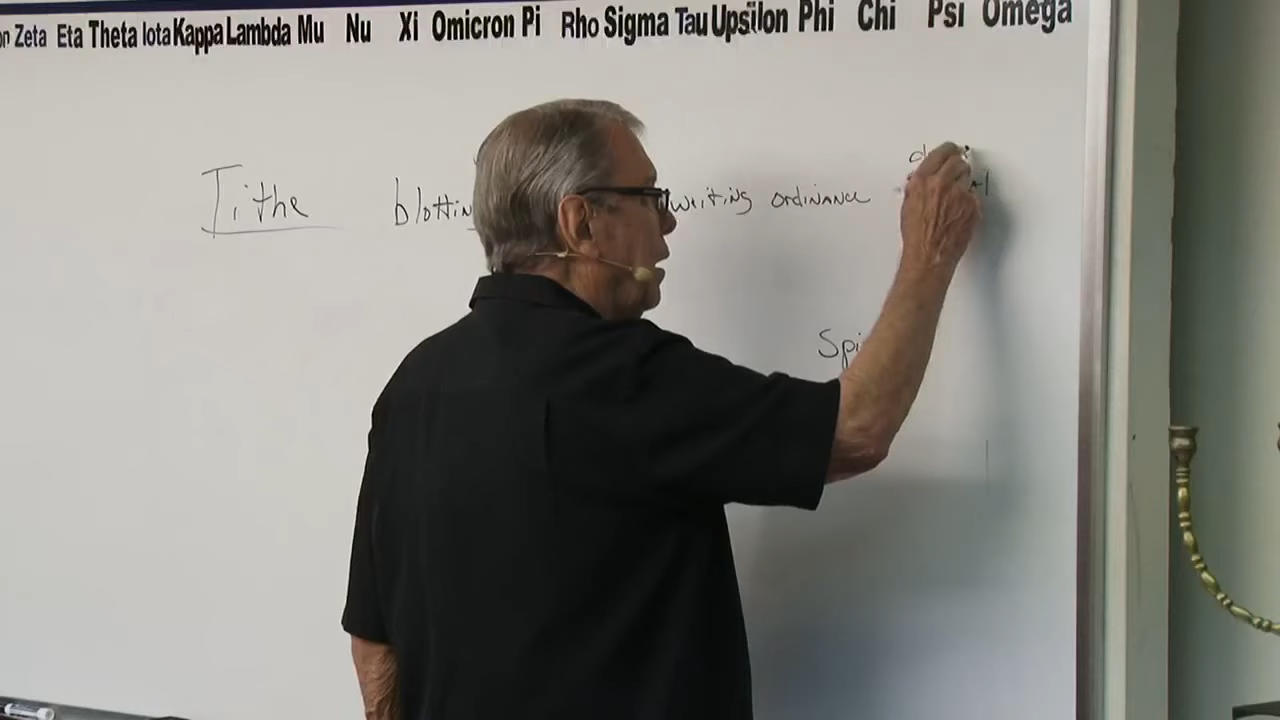 Zeta Eta Theta Iota Kappa Lambda Mu Nu Xi Omicron Pi Rho Sigma Tau Upsilon Phi Chi Psi Omega
Tithe writing ordinance